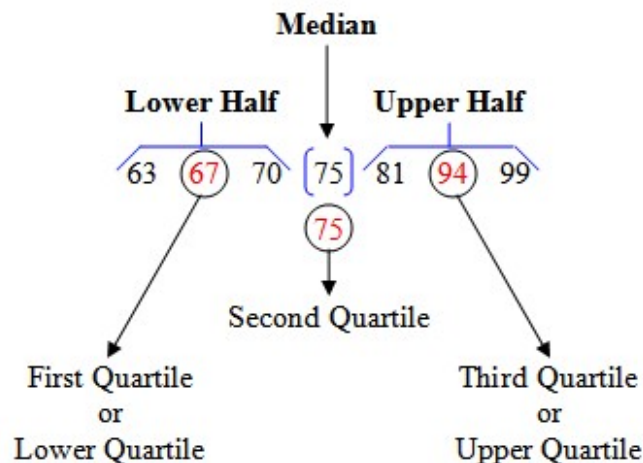 Median
Lower Half Upper Half
63 67 70 [75] 81 94 99
75
Second Quartile
First Quartile Third Quartile
or or
Lower Quartile Upper Quartile